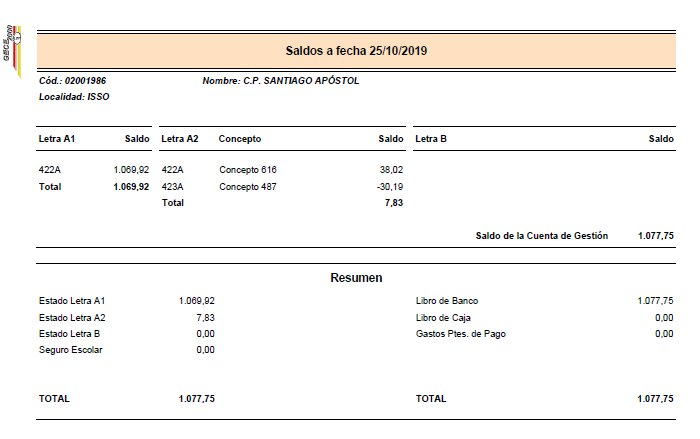 GECE2000
Saldos a fecha 25/10/2019
Cód.: 02001986 Nombre: C.P. SANTIAGO APÓSTOL
Localidad: ISSO
Letra A1 Saldo Letra A2 Concepto Saldo Letra B Saldo
422A 1.069,92 422A Concepto 616 38,02
Total 1.069,92 423A Concepto 487 -30,19
Total 7,83
Saldo de la Cuenta de Gestión 1.077,75
Resumen
Estado Letra A1 1.069,92 Libro de Banco 1.077,75
Estado Letra A2 7,83 Libro de Caja 0,00
Estado Letra B 0,00 Gastos Ptes. de Pago 0,00
Seguro Escolar 0,00
TOTAL 1.077,75 TOTAL 1.077,75